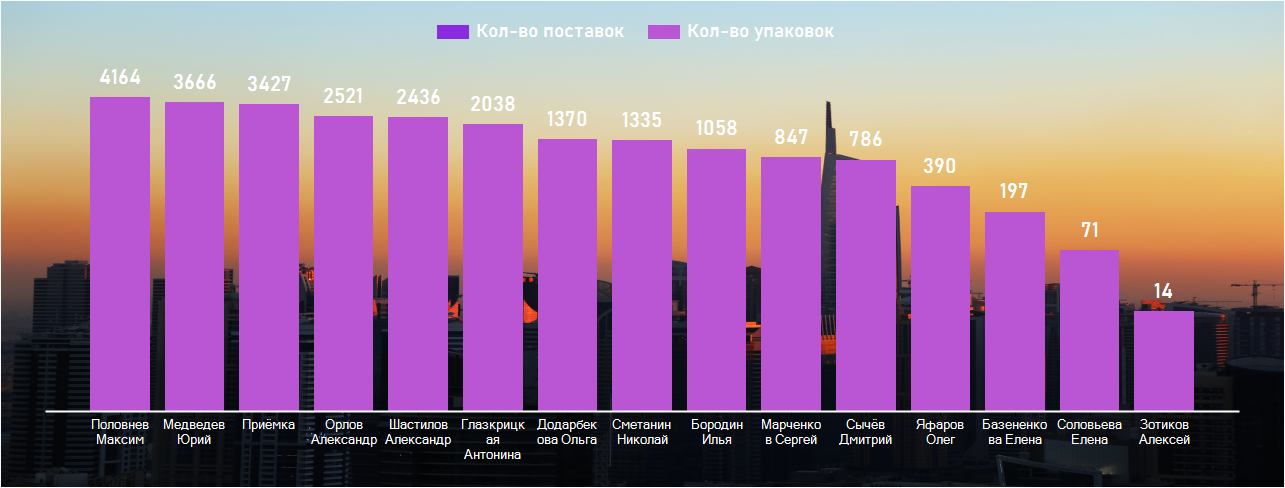 Кол-во поставок Кол-во упаковок
4164 3666 3427 2521 2436 2038 1370 1335 1058 847 786 390 197 71 14
Половнев Максим
Медведев Юрий
Приёмка
Орлов Александр
Шастилов Александр
Глазкрицк
ая
Антонина
Додарбек
ова Ольга
Сметанин
Николай
Бородин
Илья
Марченко
в Сергей
Сычёв
Дмитрий
Яфаров
Олег
Базененко
ва Елена
Соловьева
Елена
Зотиков
Алексей